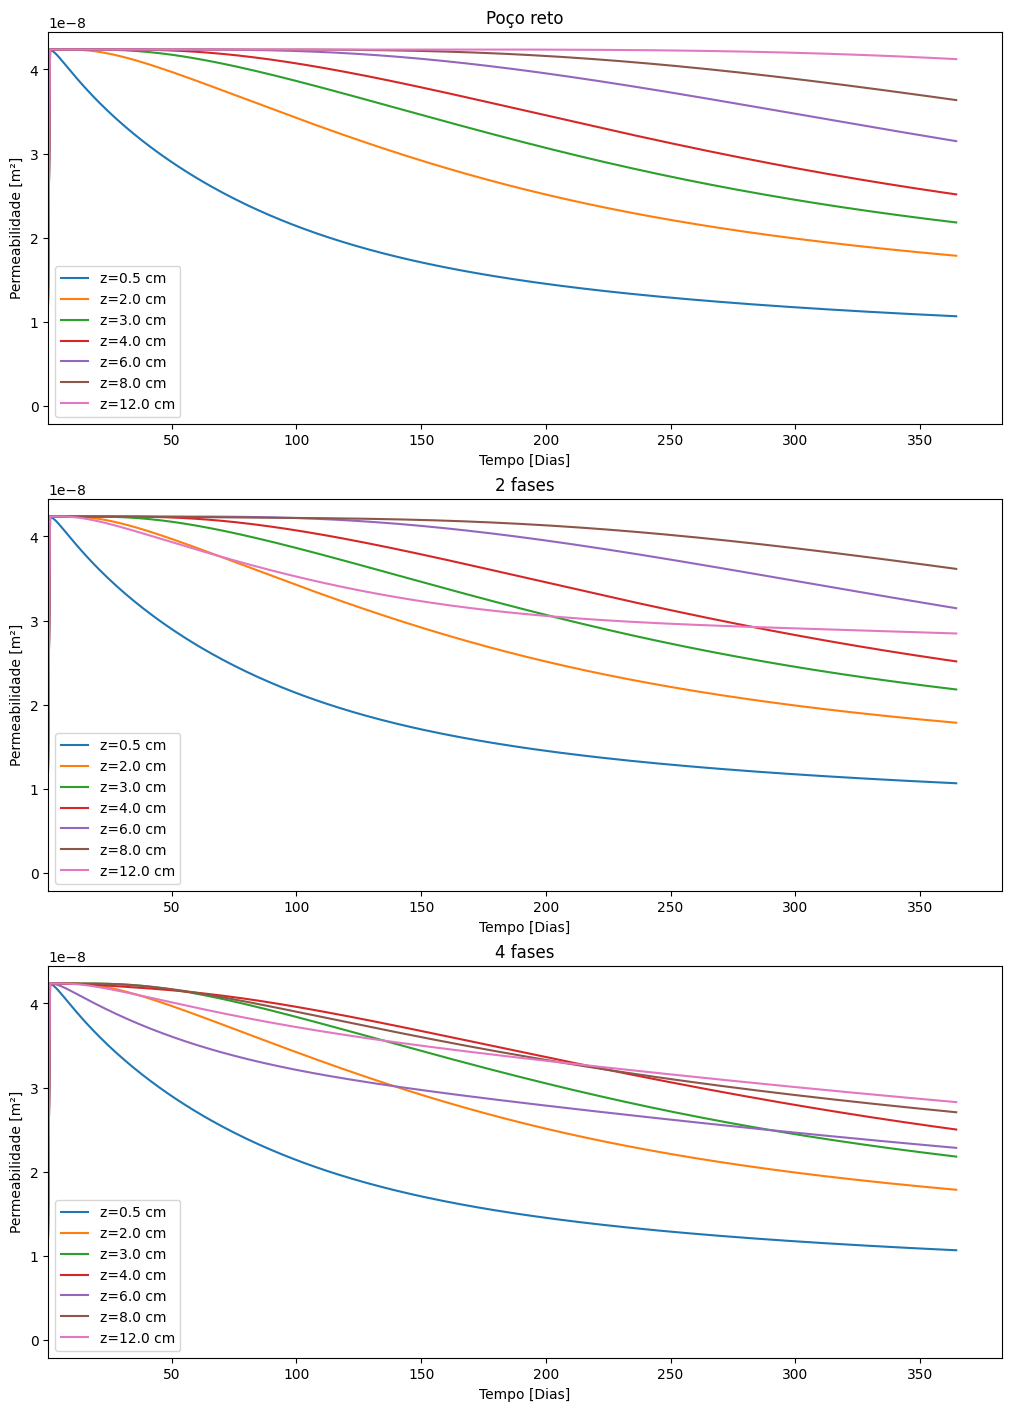 Poço reto
1e−8
4
3
2
1
0
Permeabilidade [m²]
z=0.5 cm
z=2.0 cm
z=3.0 cm
z=4.0 cm
z=6.0 cm
z=8.0 cm
z=12.0 cm
50 100 150 200 250 300 350
Tempo [Dias]
2 fases
1e−8
4
3
2
1
0
Permeabilidade [m²]
z=0.5 cm
z=2.0 cm
z=3.0 cm
z=4.0 cm
z=6.0 cm
z=8.0 cm
z=12.0 cm
50 100 150 200 250 300 350
Tempo [Dias]
4 fases
1e−8
4
3
2
1
0
Permeabilidade [m²]
z=0.5 cm
z=2.0 cm
z=3.0 cm
z=4.0 cm
z=6.0 cm
z=8.0 cm
z=12.0 cm
50 100 150 200 250 300 350
Tempo [Dias]